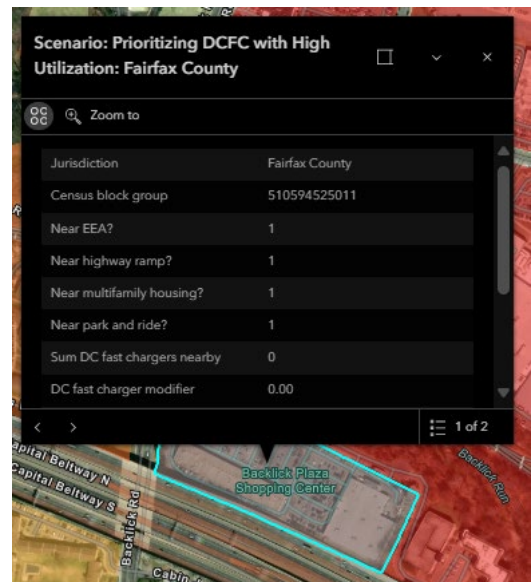 Scenario: Prioritizing DCFC with High
Utilization: Fairfax County
Zoom to
Jurisdiction Fairfax County
Census block group 510594525011
Near EEA? 1
Near highway ramp? 1
Near multifamily housing? 1
Near park and ride? 1
Sum DC fast chargers nearby 0
DC fast charger modifier 0.00
1 of 2
Capital Beltway N
Capital Beltway S
Backlick Rd
Backlick Plaza
Shopping Center
Backlick Run